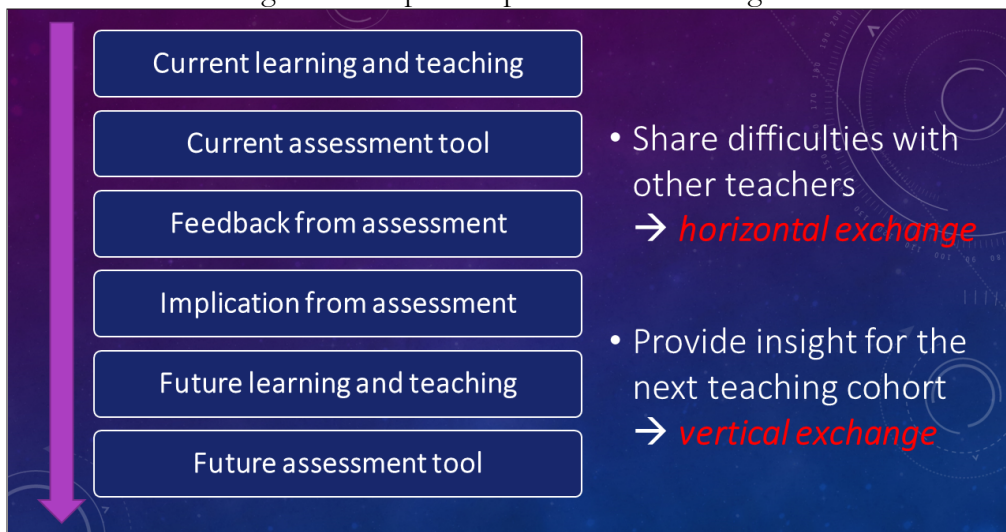 Current learning and teaching
Current assessment tool
Feedback from assessment
Implication from assessment
Future learning and teaching
Future assessment tool
• Share difficulties with
other teachers
→ horizontal exchange
• Provide insight for the
next teaching cohort
→ vertical exchange